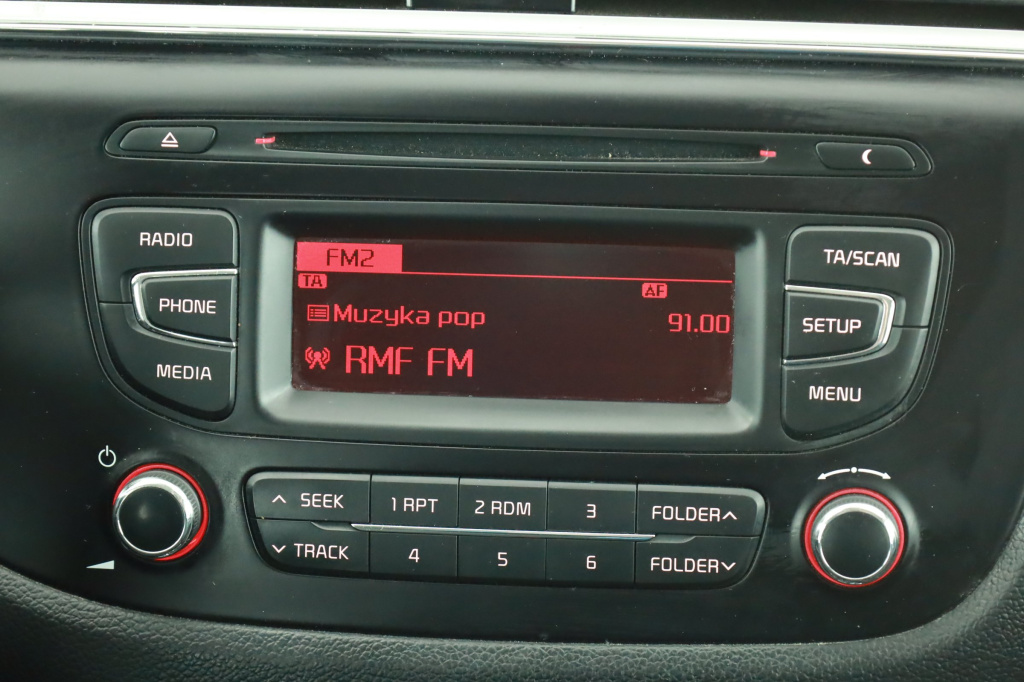 RADIO
PHONE
MEDIA
FM2
TA
AF
Muzyka pop
91.00
RMF FM
TA/SCAN
SETUP
MENU
SEEK
1 RPT
2 RDM
3
FOLDER
TRACK
4
5
6
FOLDER